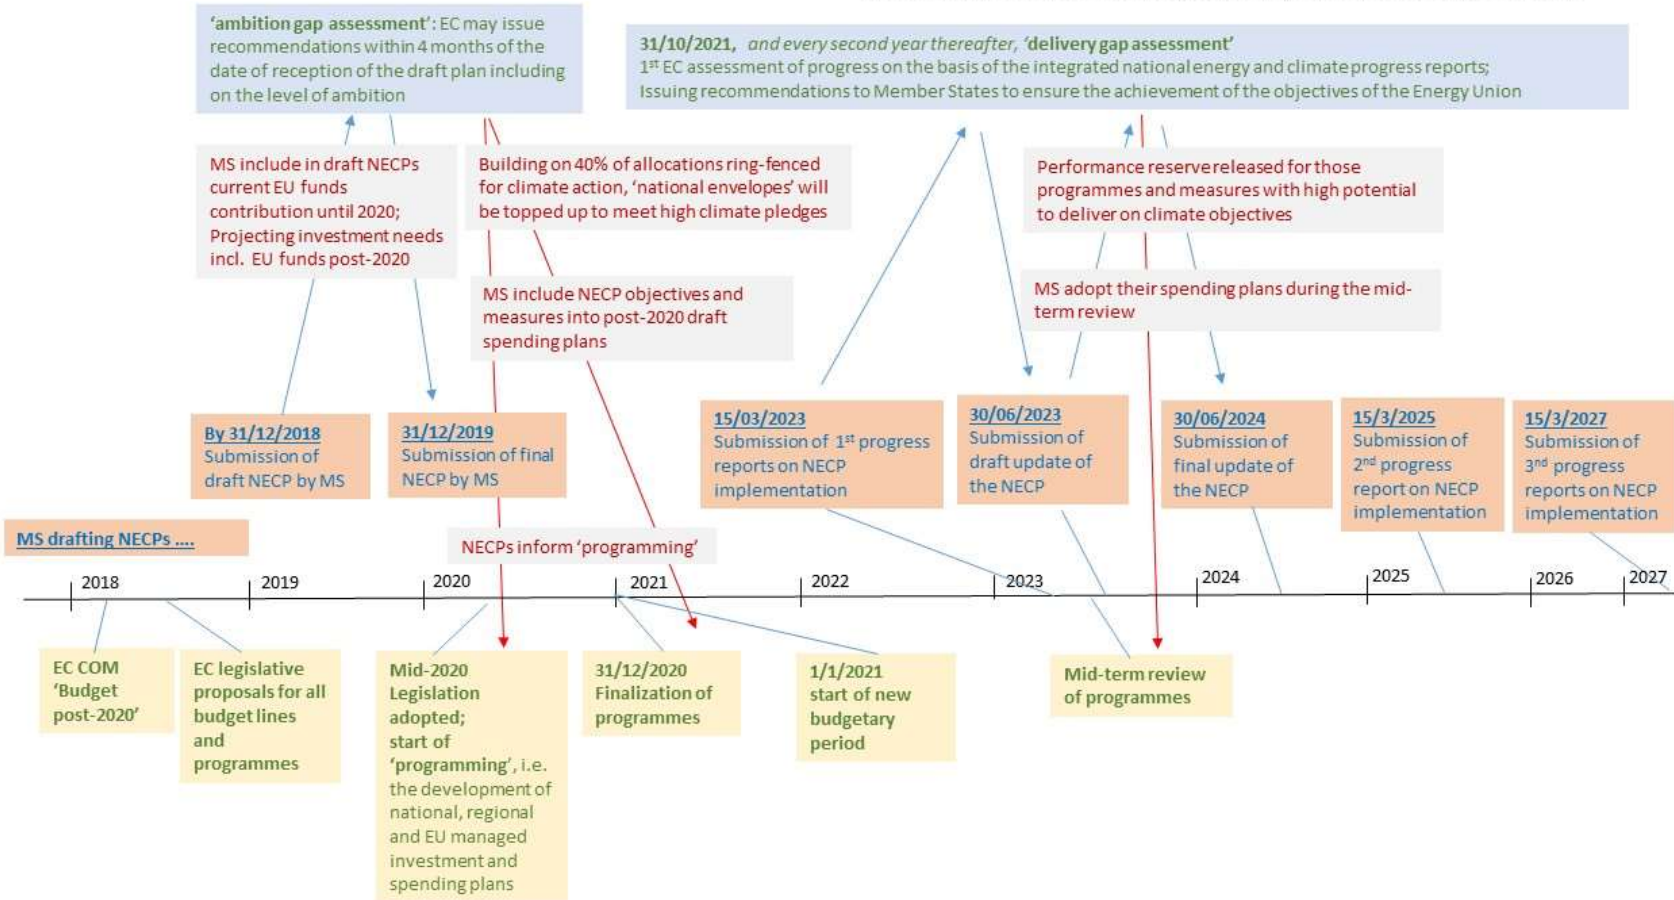 'ambition gap assessment': EC may issue
recommendations within 4 months of the
date of reception of the draft plan including
on the level of ambition
31/10/2021, and every second year thereafter, 'delivery gap assessment'
1st EC assessment of progress on the basis of the integrated national energy and climate progress reports;
Issuing recommendations to Member States to ensure the achievement of the objectives of the Energy Union
MS include in draft NECPs
current EU funds
contribution until 2020;
Projecting investment needs
incl. EU funds post-2020
Building on 40% of allocations ring-fenced
for climate action, 'national envelopes' will
be topped up to meet high climate pledges
Performance reserve released for those
programmes and measures with high potential
to deliver on climate objectives
MS include NECP objectives and
measures into post-2020 draft
spending plans
MS adopt their spending plans during the mid-
term review
By 31/12/2018
Submission of
draft NECP by MS
31/12/2019
Submission of final
NECP by MS
15/03/2023
Submission of 1st progress
reports on NECP
implementation
30/06/2023
Submission of
draft update of
the NECP
30/06/2024
Submission of
final update of
the NECP
15/3/2025
Submission of
2nd progress
report on NECP
implementation
15/3/2027
Submission of
3nd progress
reports on NECP
implementation
MS drafting NECPs ....
NECPs inform 'programming'
2018
2019
2020
2021
2022
2023
2024
2025
2026
2027
EC COM
'Budget
post-2020'
EC legislative
proposals for all
budget lines
and
programmes
Mid-2020
Legislation
adopted;
start of
'programming', i.e.
the development of
national, regional
and EU managed
investment and
spending plans
31/12/2020
Finalization of
programmes
1/1/2021
start of new
budgetary
period
Mid-term review
of programmes